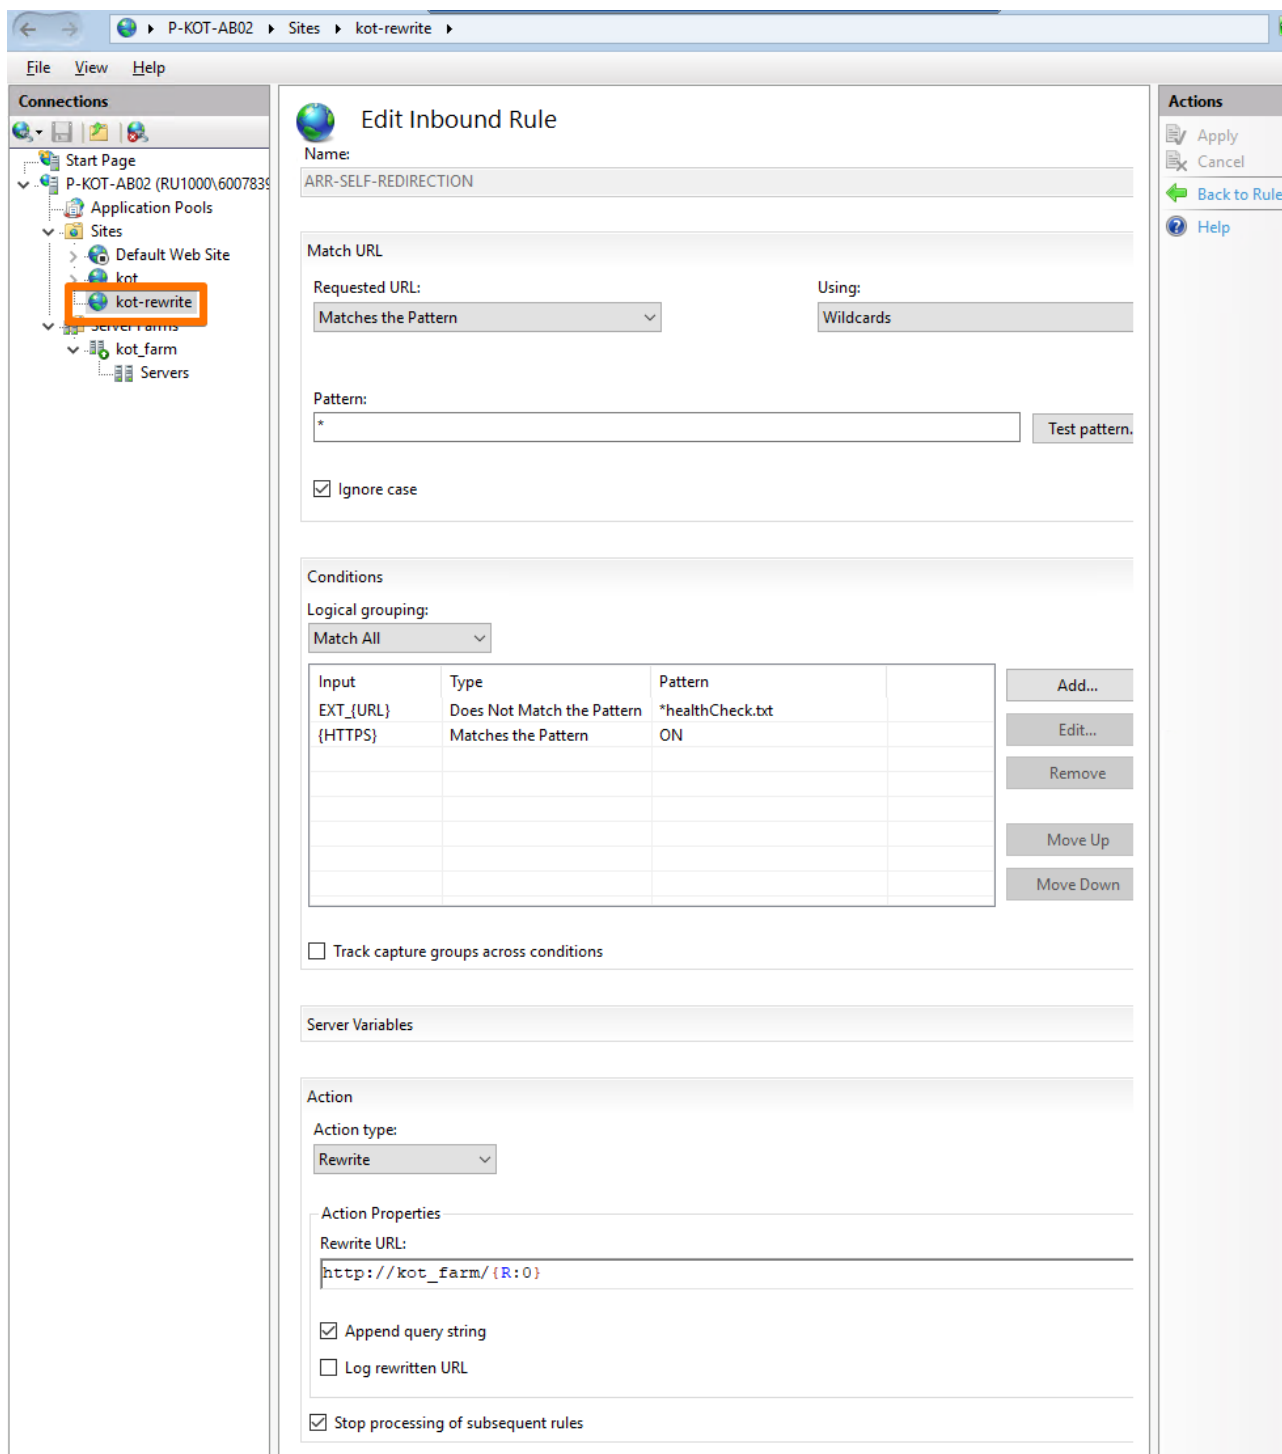 P-KOT-AB02 Sites kot-rewrite
File View Help
Connections
Start Page
P-KOT-AB02 (RU1000\6007839
Application Pools
Sites
Default Web Site
kot
kot-rewrite
Server Farms
kot_farm
Servers
Edit Inbound Rule
Name:
ARR-SELF-REDIRECTION
Match URL
Requested URL: Using:
Matches the Pattern Wildcards
Pattern:
* Test pattern.
Ignore case
Conditions
Logical grouping:
Match All
Input Type Pattern
EXT_{URL} Does Not Match the Pattern *healthCheck.txt
{HTTPS} Matches the Pattern ON
Add...
Edit...
Remove
Move Up
Move Down
Track capture groups across conditions
Server Variables
Action
Action type:
Rewrite
Action Properties
Rewrite URL:
http://kot_farm/{R:0}
Append query string
Log rewritten URL
Stop processing of subsequent rules
Actions
Apply
Cancel
Back to Rule
Help